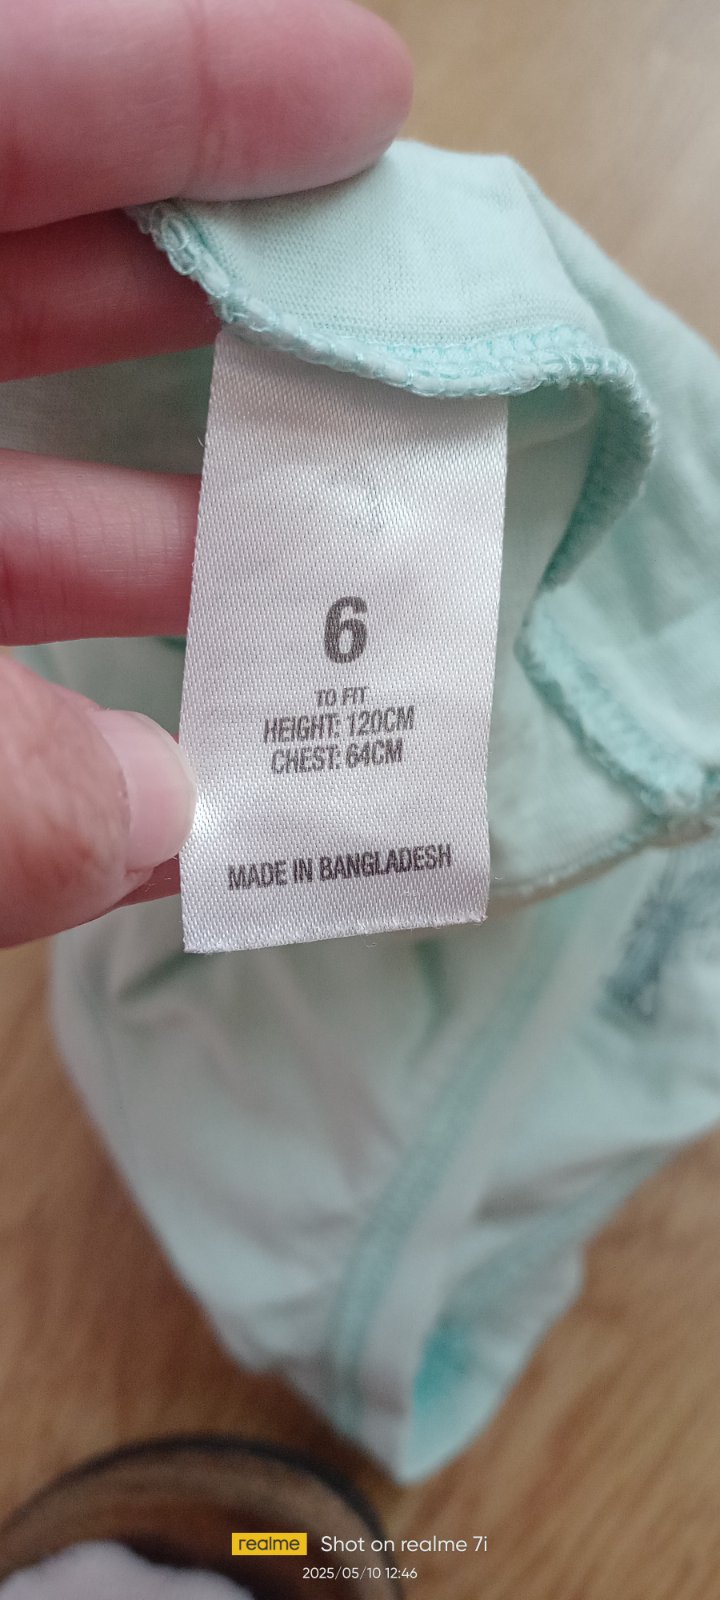 6
TO FIT
HEIGHT: 120CM
CHEST: 64CM
MADE IN BANGLADESH
realme Shot on realme 7i
2025/05/10 12:46